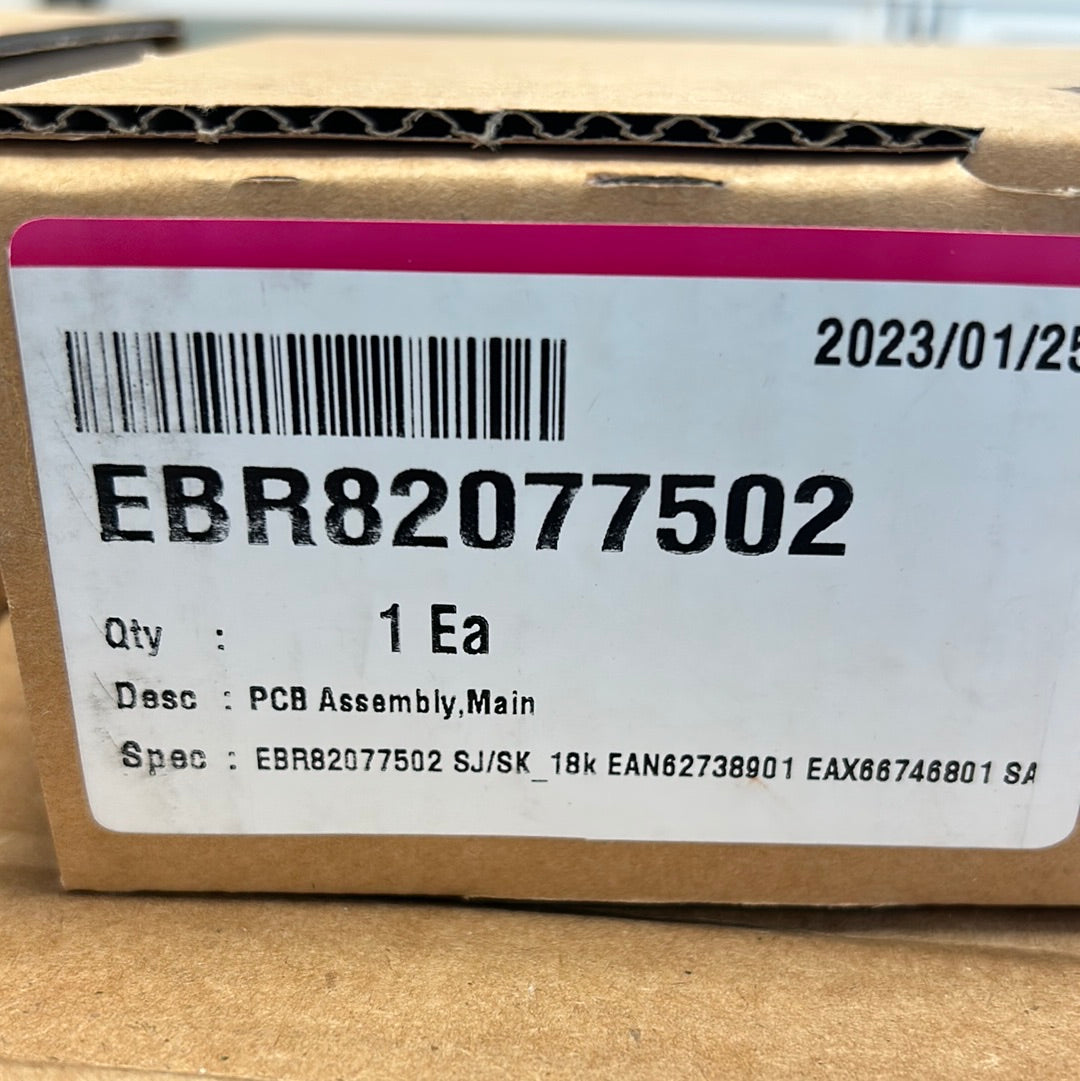 2023/01/25
EBR82077502
Qty : 1 Ea
Desc : PCB Assembly,Main
Spec : EBR82077502 SJ/SK_18k EAN62738901 EAX66746801 SA